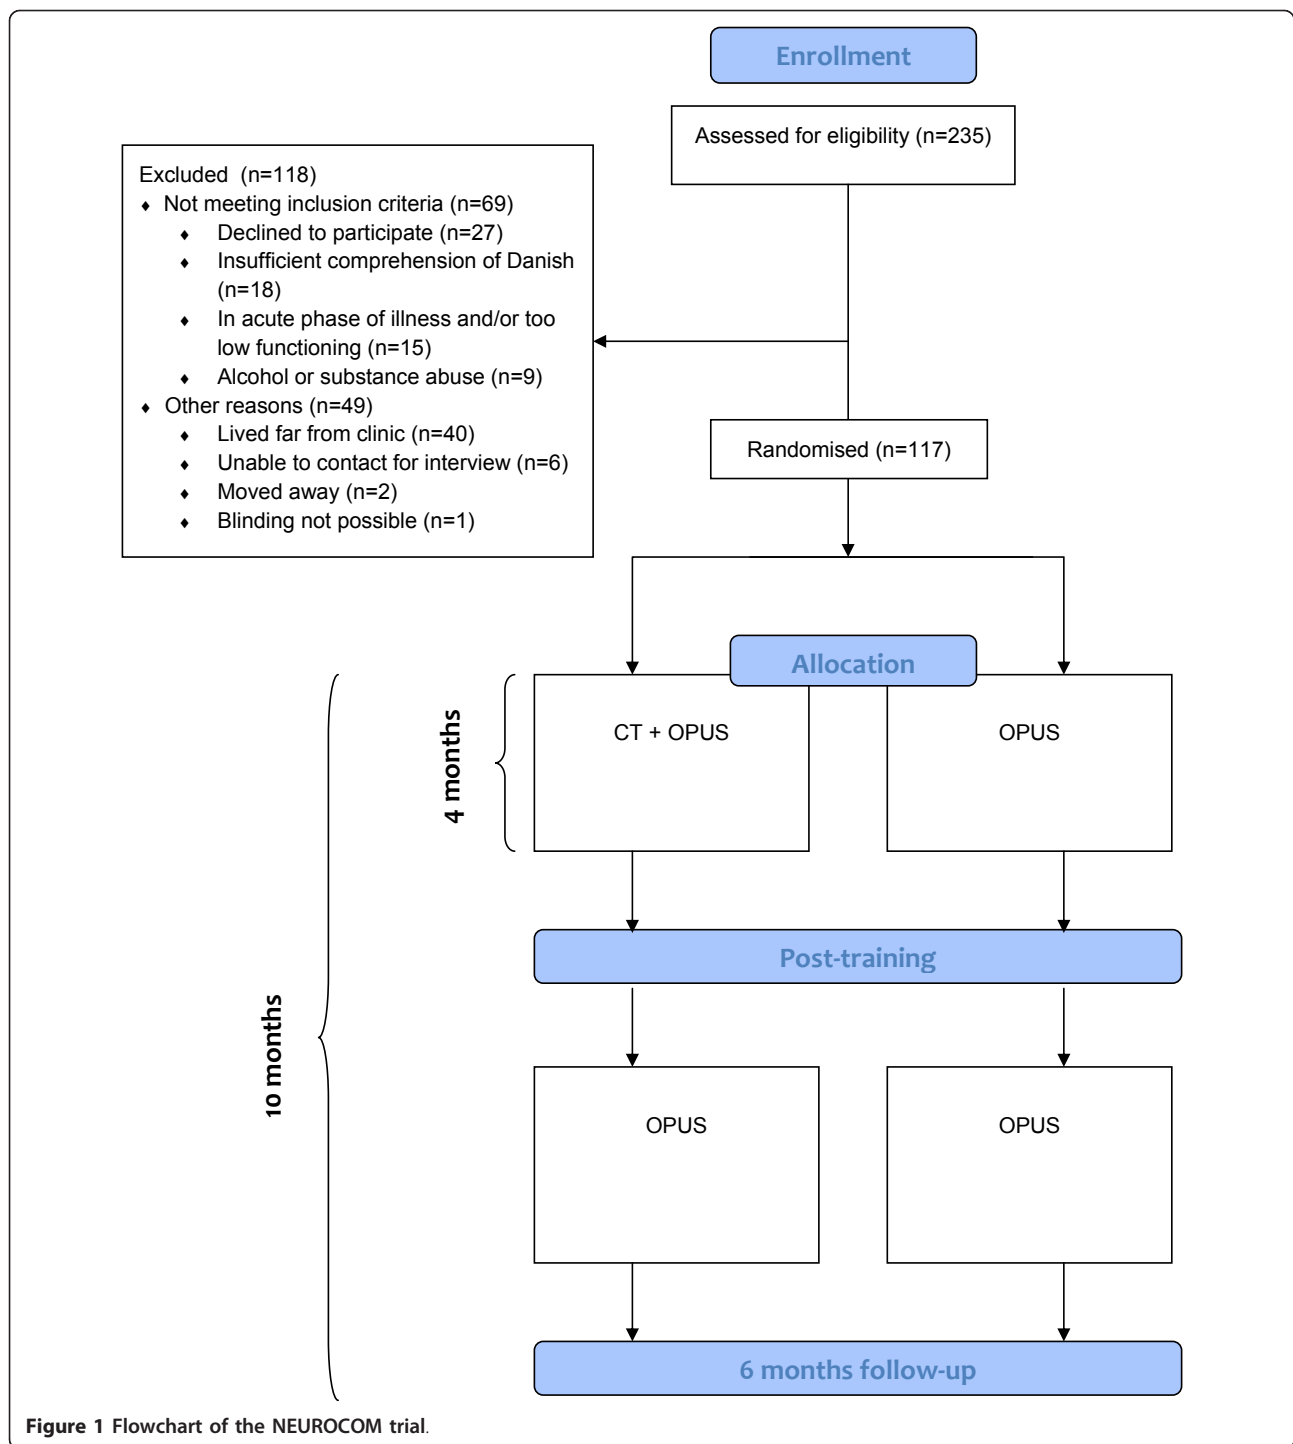 Enrollment
Assessed for eligibility (n=235)
Excluded (n=118)
♦ Not meeting inclusion criteria (n=69)
♦ Declined to participate (n=27)
♦ Insufficient comprehension of Danish
(n=18)
♦ In acute phase of illness and/or too
low functioning (n=15)
♦ Alcohol or substance abuse (n=9)
♦ Other reasons (n=49)
♦ Lived far from clinic (n=40)
♦ Unable to contact for interview (n=6)
♦ Moved away (n=2)
♦ Blinding not possible (n=1)
Randomised (n=117)
Allocation
4 months
CT + OPUS
OPUS
Post-training
10 months
OPUS
OPUS
6 months follow-up
Figure 1 Flowchart of the NEUROCOM trial.